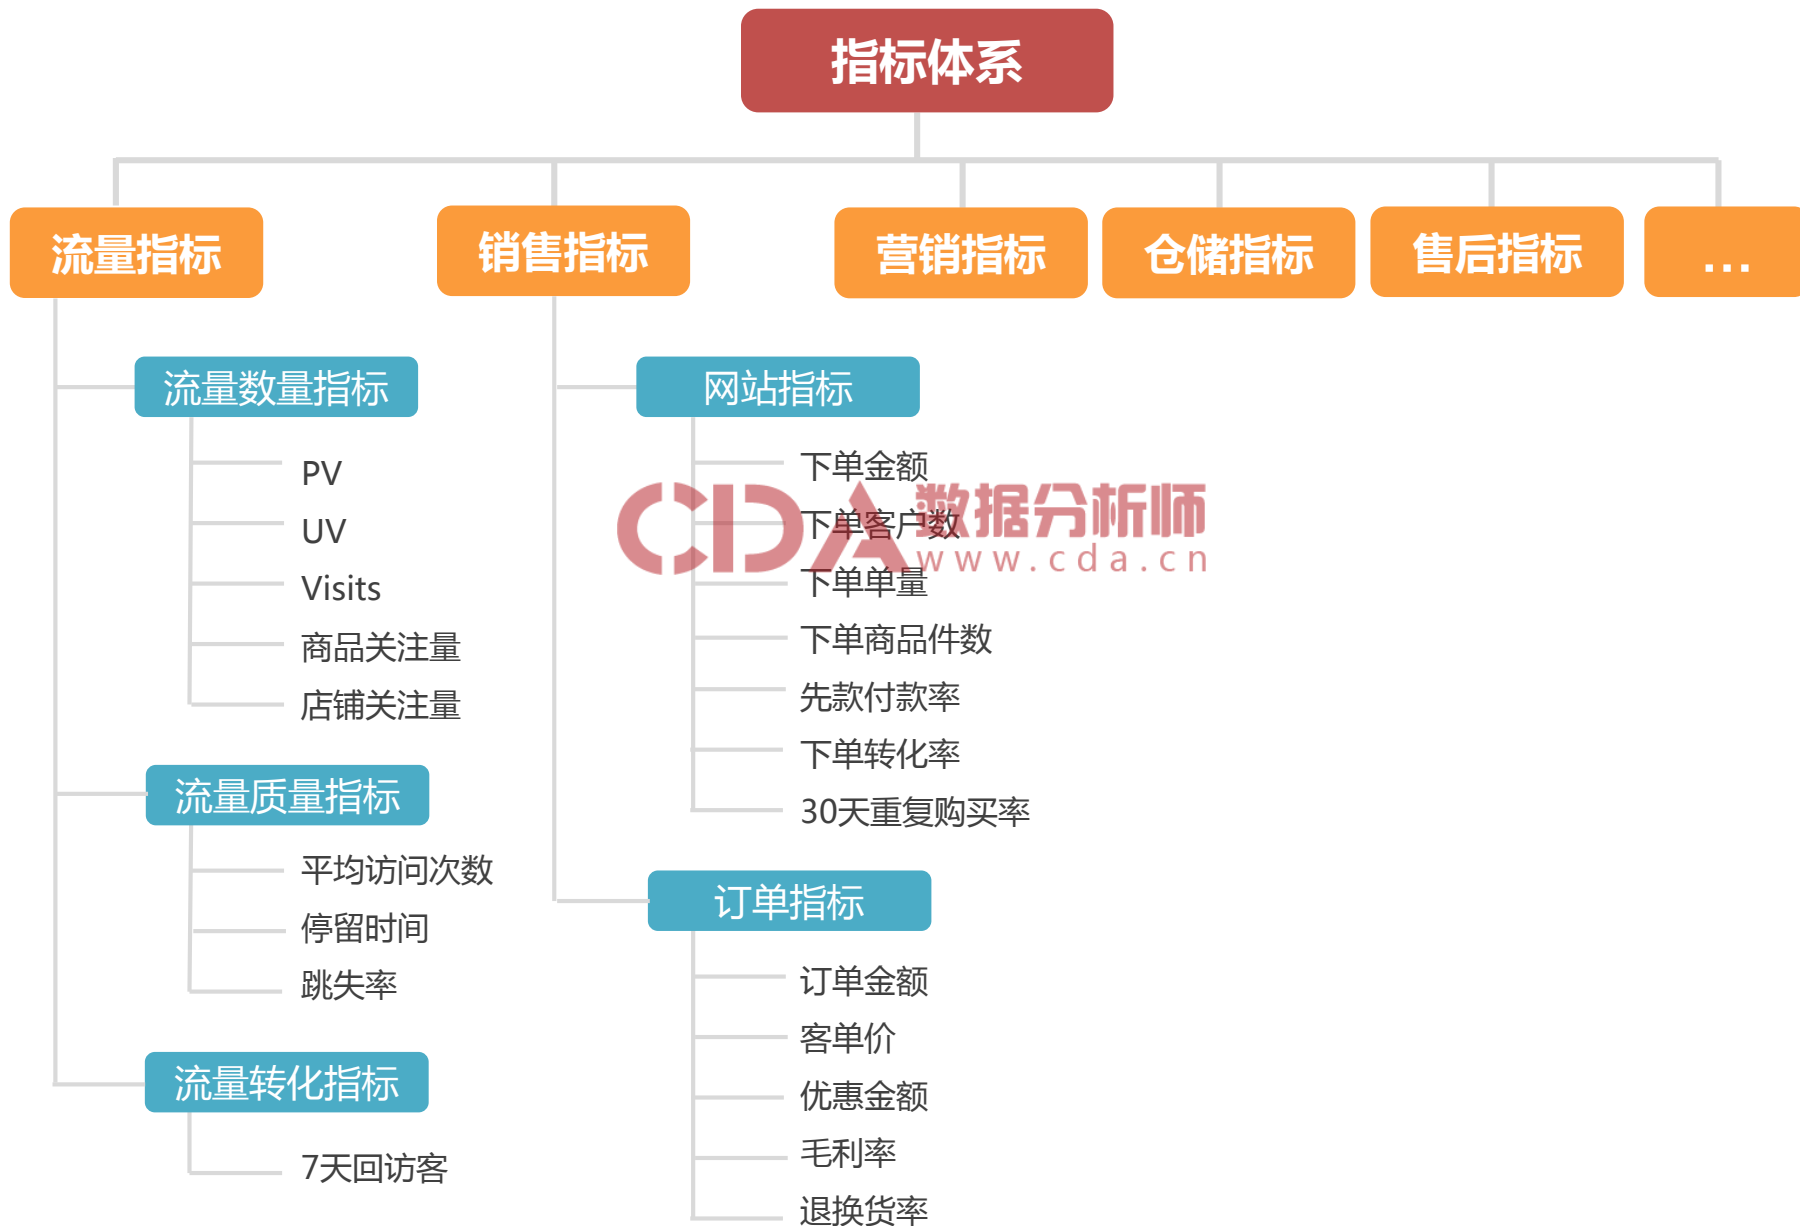 指标体系
流量指标
销售指标
营销指标
仓储指标
售后指标
...
流量数量指标
PV
UV
Visits
商品关注量
店铺关注量
流量质量指标
平均访问次数
停留时间
跳失率
流量转化指标
7天回访客
网站指标
下单金额
下单客户数
下单单量
下单商品件数
先款付款率
下单转化率
30天重复购买率
订单指标
订单金额
客单价
优惠金额
毛利率
退换货率
CDA数据分析师
www.cda.cn